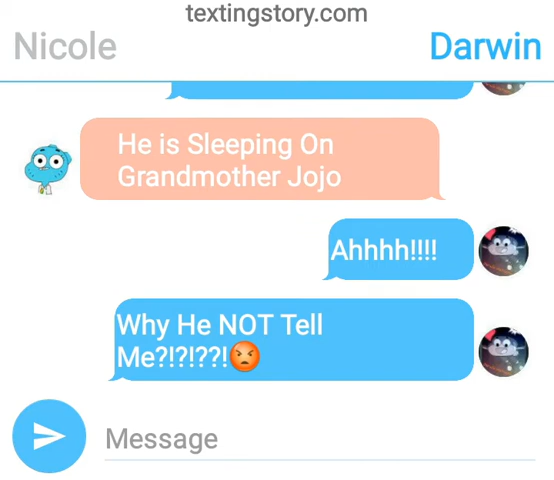 textingstory.com
Nicole
Darwin
He is Sleeping On
Grandmother Jojo
Ahhhh!!!!
Why He NOT Tell
Me?!?!??!😡
Message